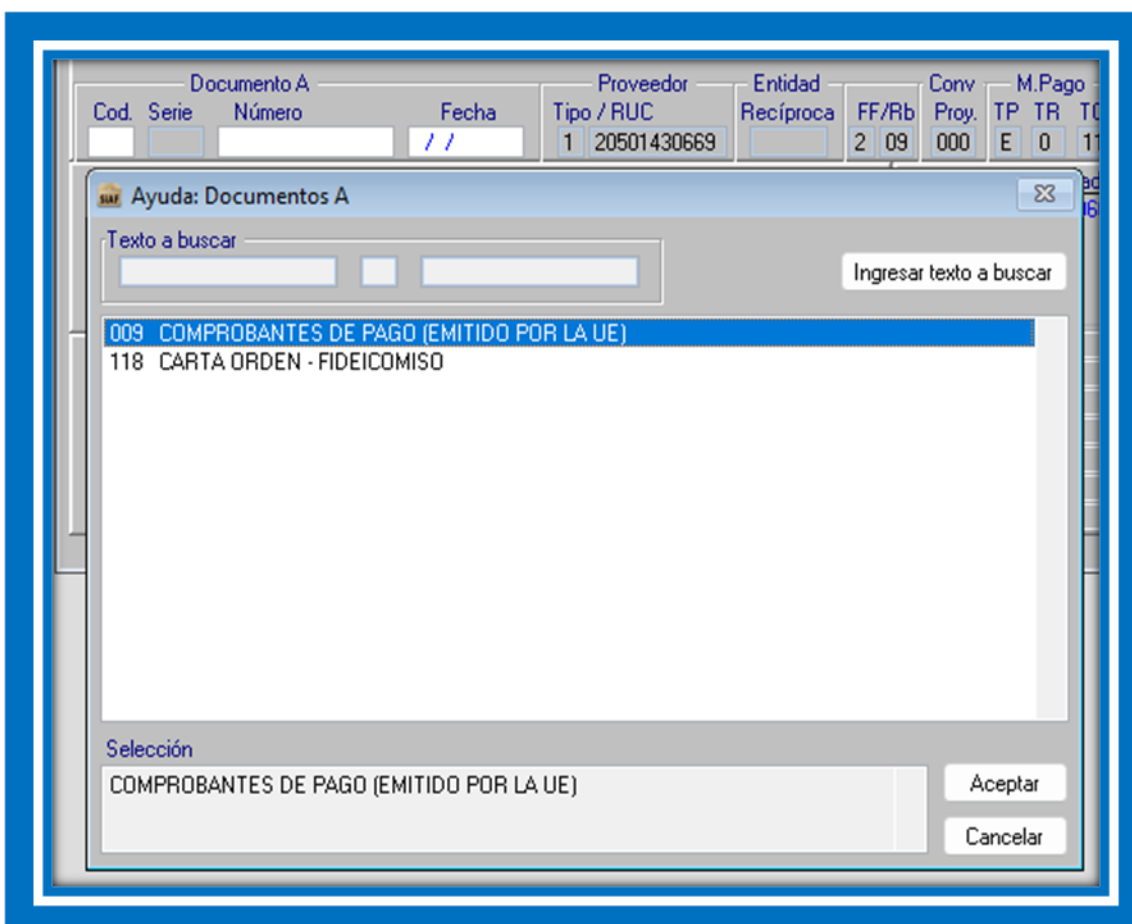 Documento A Proveedor Entidad Conv M.Pago
Cod. Serie Número Fecha Tipo / RUC Recíproca FF/Rb Proy. TP TR
/ / 1 20501430669 2 09 000 E 0 11
SIAF Ayuda: Documentos A
Texto a buscar
Ingresar texto a buscar
009 COMPROBANTES DE PAGO (EMITIDO POR LA UE)
118 CARTA ORDEN - FIDEICOMISO
Selección
COMPROBANTES DE PAGO (EMITIDO POR LA UE)
Aceptar
Cancelar